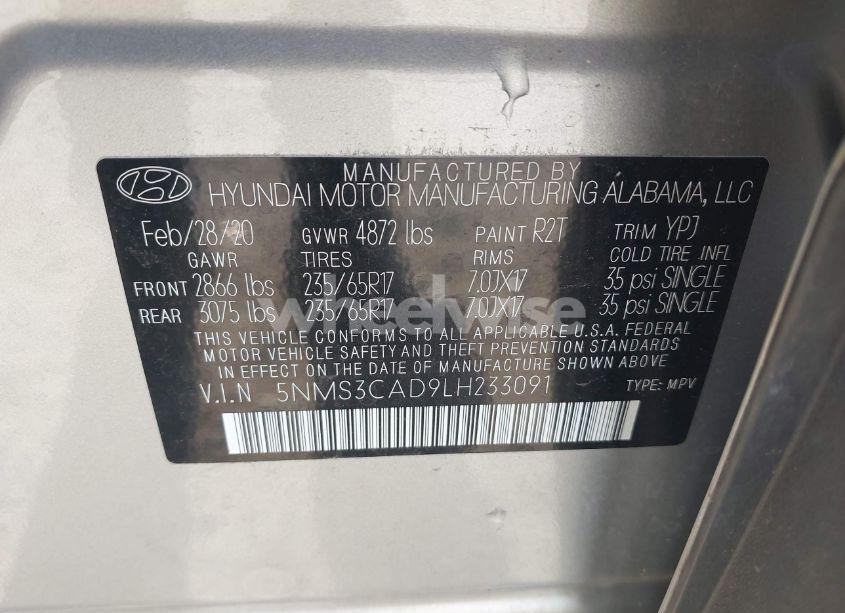 MANUFACTURED BY
HYUNDAI MOTOR MANUFACTURING ALABAMA, LLC
Feb/28/20 GVWR 4872 lbs PAINT R2T TRIM YPJ
GAWR TIRES RIMS COLD TIRE .INFL
FRONT 2866 lbs 235/65R17 7.0JX17 35 psi SINGLE
REAR 3075 lbs 235/65R17 7.0JX17 35 psi SINGLE
THIS VEHICLE CONFORMS TO ALL APPLICABLE U.S.A. FEDERAL
MOTOR VEHICLE SAFETY AND THEFT PREVENTION STANDARDS
IN EFFECT ON THE DATE OF MANUFACTURE SHOWN ABOVE
V.I.N 5NMS3CAD9LH233091 TYPE: MPV
wheelwise